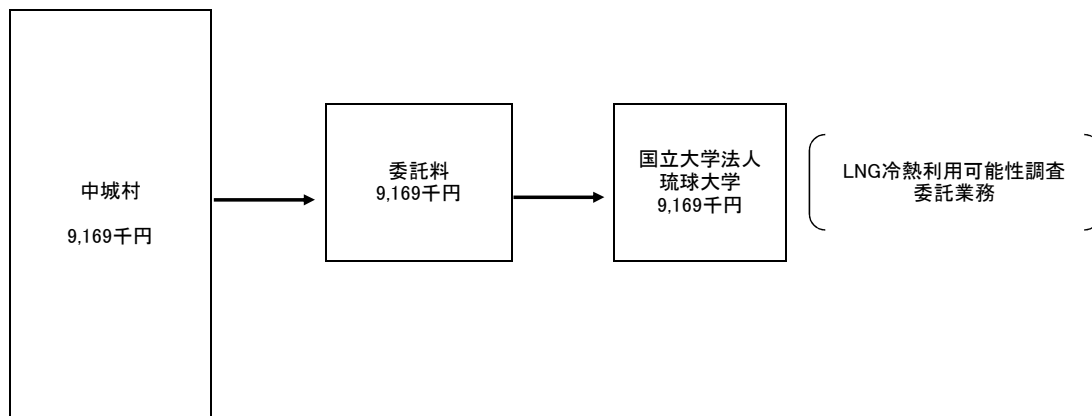 中城村
9,169千円
委託料
9,169千円
国立大学法人
琉球大学
9,169千円
LNG冷熱利用可能性調査
委託業務